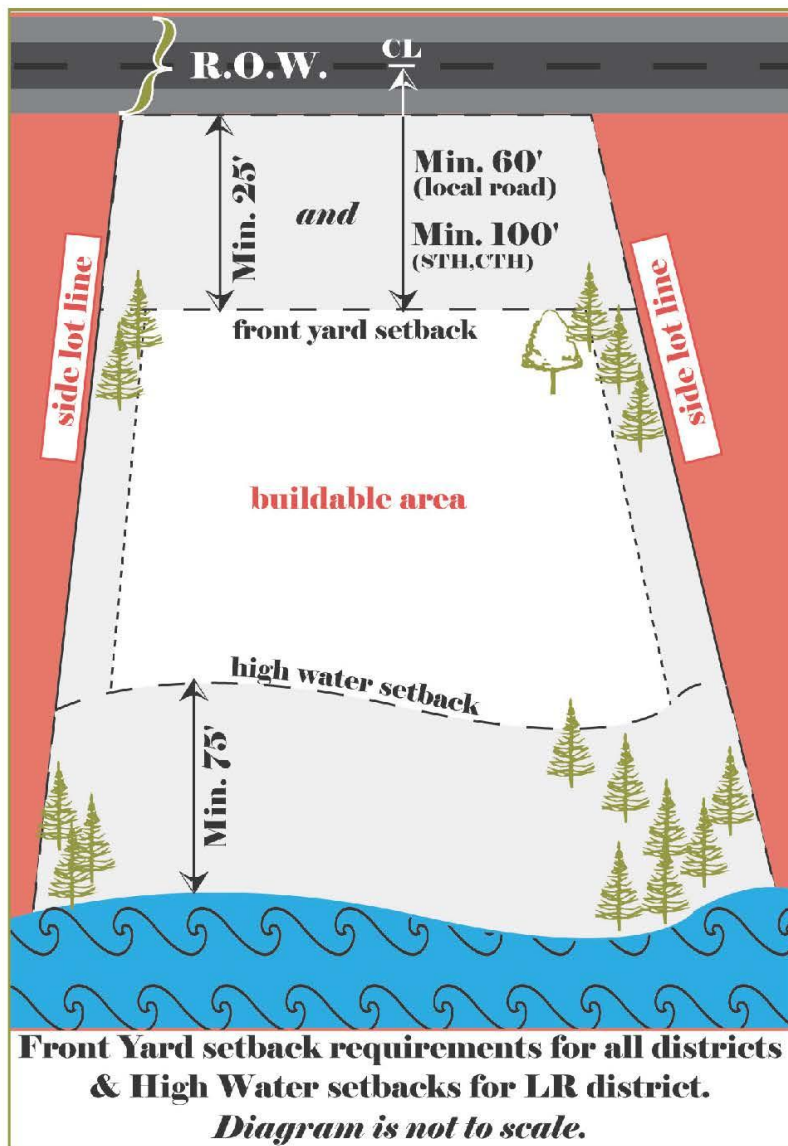 R.O.W.
CL
Min. 25'
and
Min. 60'
(local road)
Min. 100'
(STH,CTH)
front yard setback
side lot line
side lot line
buildable area
high water setback
Min. 75'
Front Yard setback requirements for all districts
& High Water setbacks for LR district.
Diagram is not to scale.